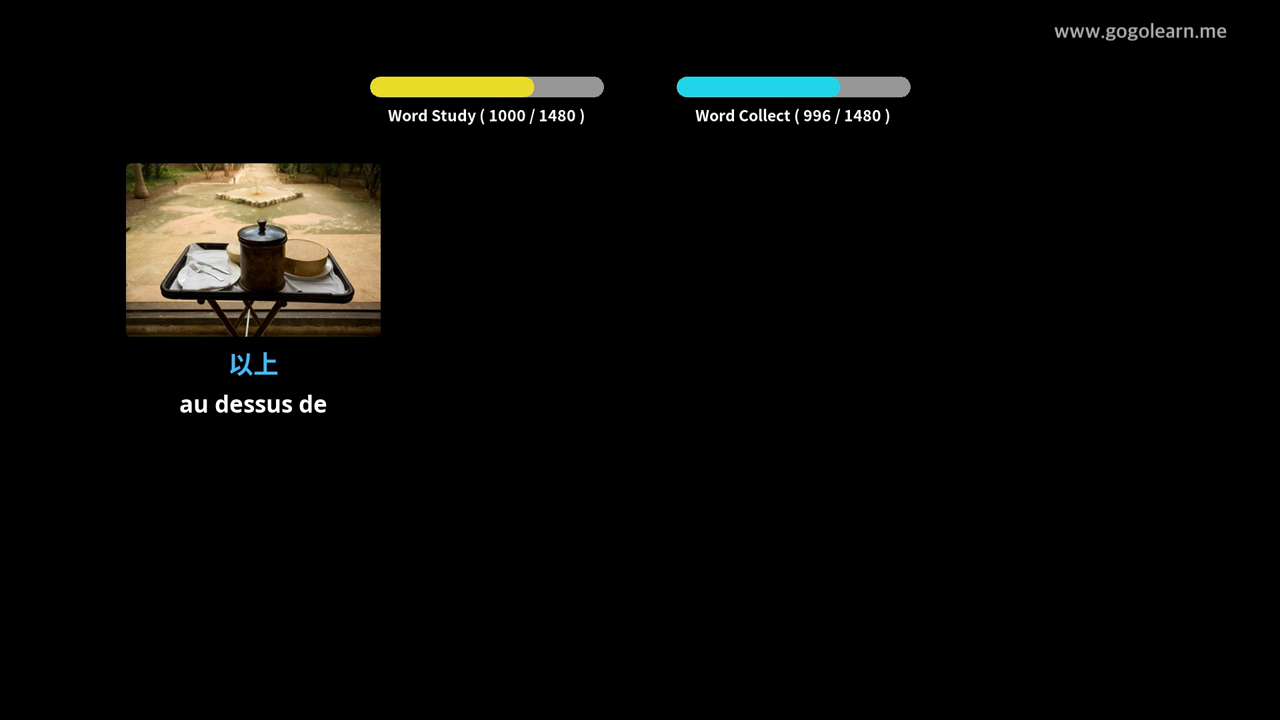 www.gogolearn.me
Word Study ( 1000 / 1480 )
Word Collect ( 996 / 1480 )
以上
au dessus de